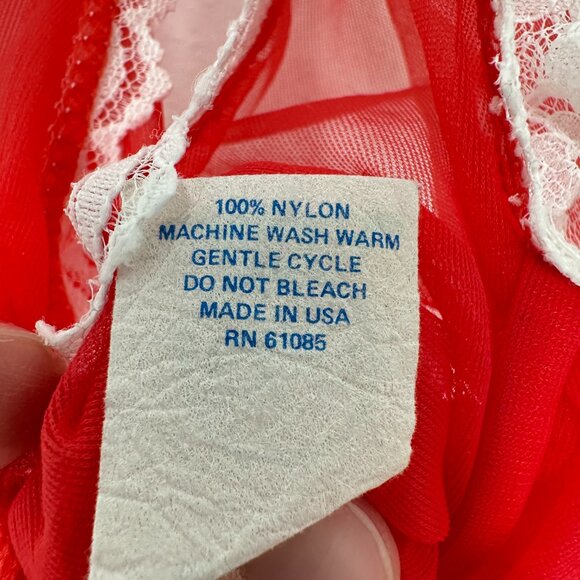 100% NYLON
MACHINE WASH WARM
GENTLE CYCLE
DO NOT BLEACH
MADE IN USA
RN 61085